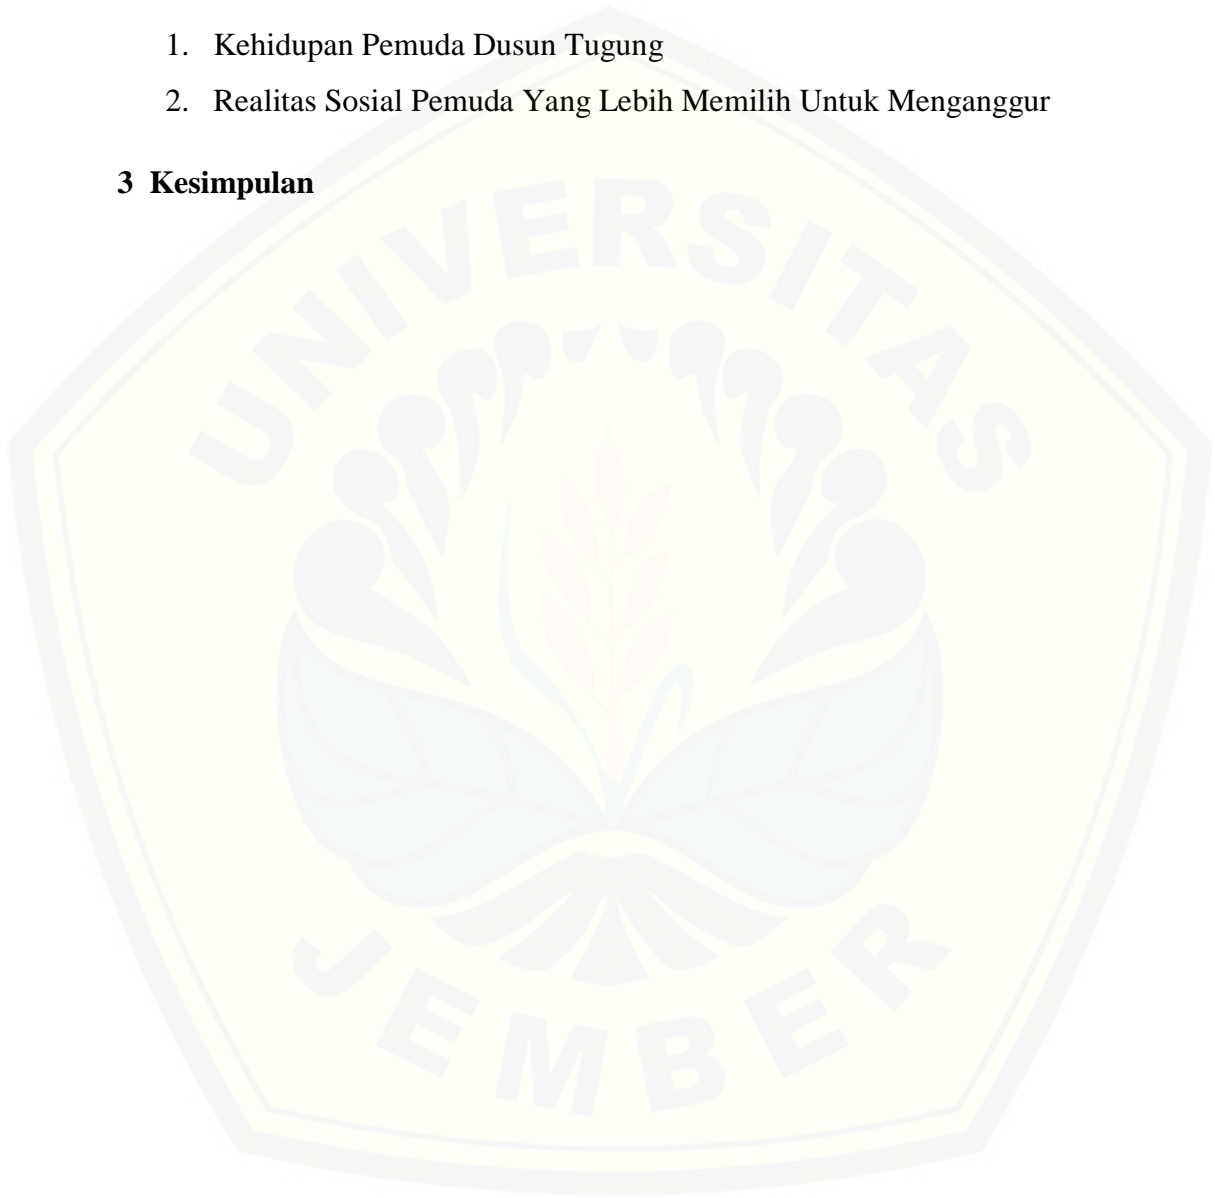 1. Kehidupan Pemuda Dusun Tugung
2. Realitas Sosial Pemuda Yang Lebih Memilih Untuk Menganggur
3 Kesimpulan
UNIVERSITAS
JEMBER